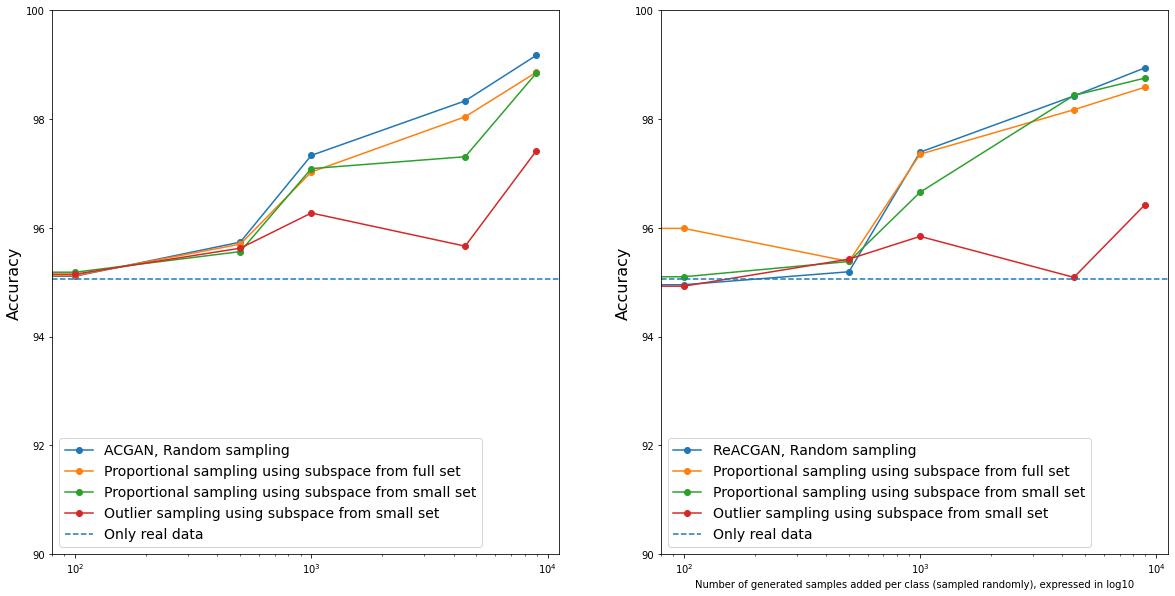 100
98
96
94
92
90
Accuracy
ACGAN, Random sampling
Proportional sampling using subspace from full set
Proportional sampling using subspace from small set
Outlier sampling using subspace from small set
Only real data
10²
10³
10⁴
100
98
96
94
92
90
Accuracy
ReACGAN, Random sampling
Proportional sampling using subspace from full set
Proportional sampling using subspace from small set
Outlier sampling using subspace from small set
Only real data
10²
10³
10⁴
Number of generated samples added per class (sampled randomly), expressed in log10